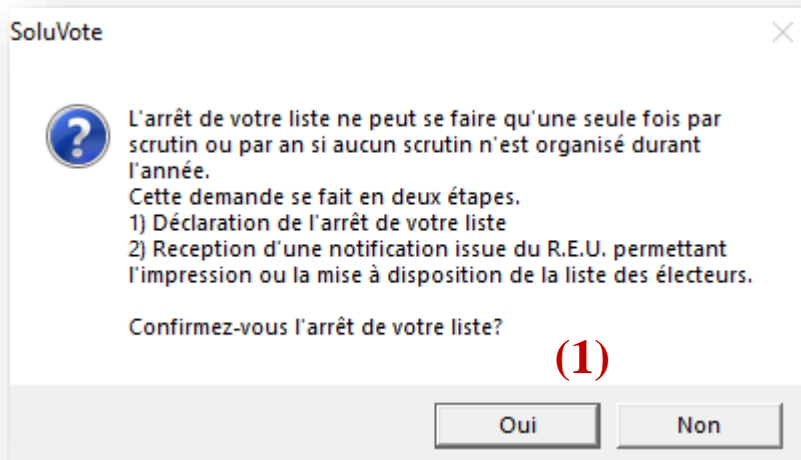 SoluVote
L'arrêt de votre liste ne peut se faire qu'une seule fois par
scrutin ou par an si aucun scrutin n'est organisé durant
l'année.
Cette demande se fait en deux étapes.
1) Déclaration de l'arrêt de votre liste
2) Reception d'une notification issue du R.E.U. permettant
l'impression ou la mise à disposition de la liste des électeurs.
Confirmez-vous l'arrêt de votre liste?
(1)
Oui Non